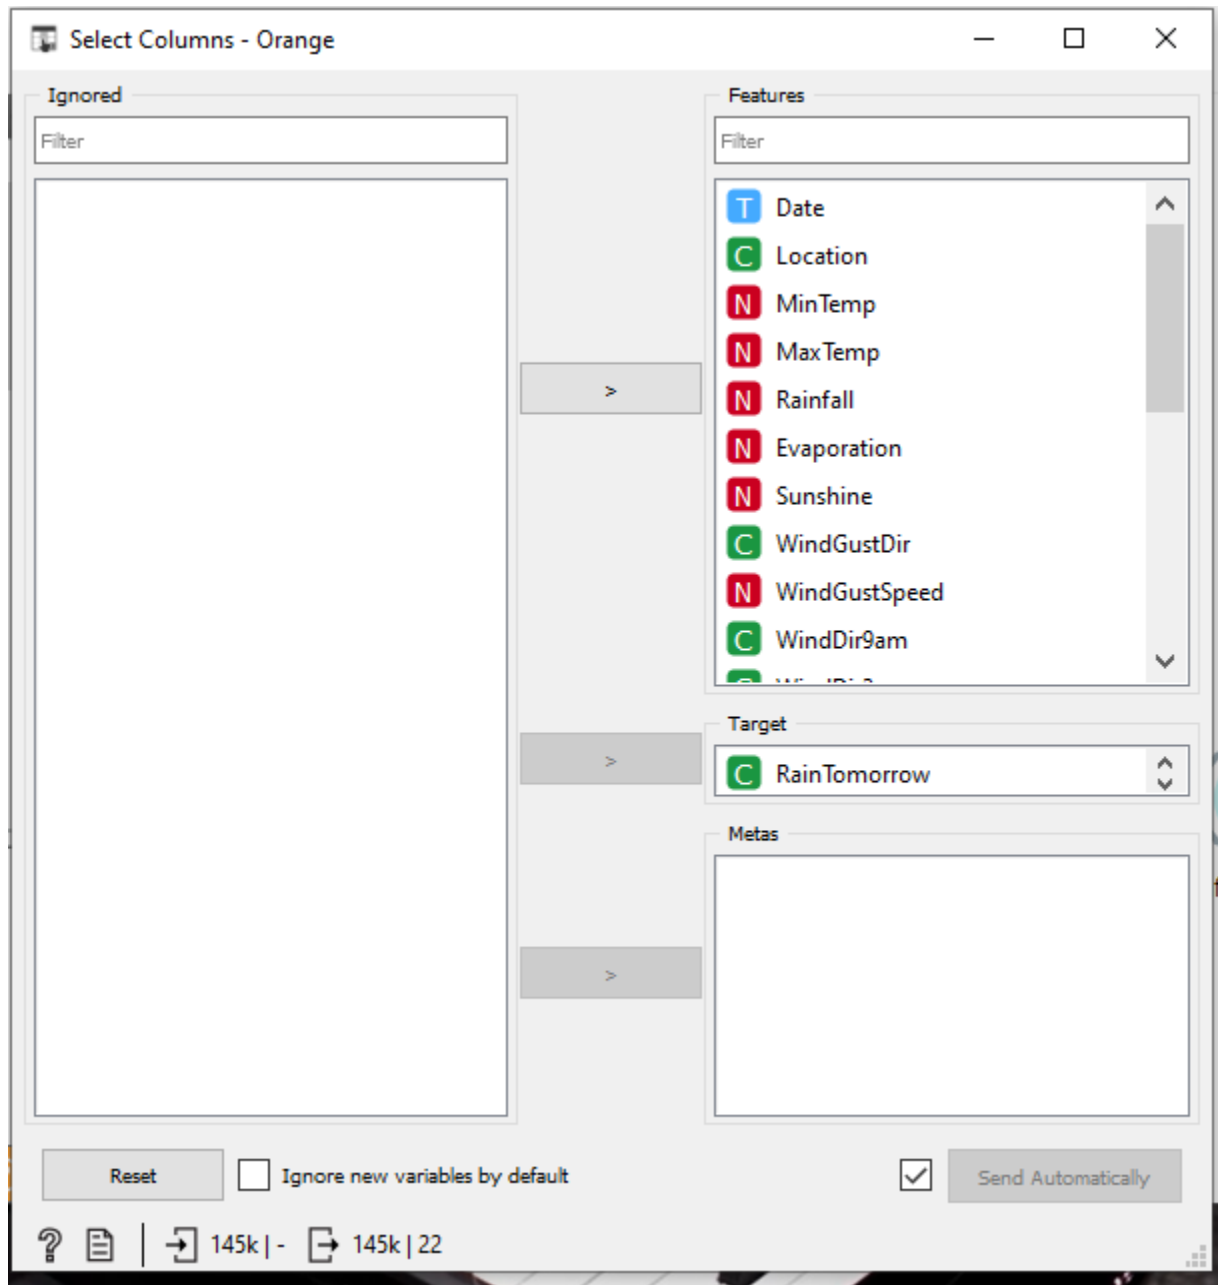 Select Columns - Orange
Ignored
Filter
Features
Filter
T Date
C Location
N MinTemp
N MaxTemp
N Rainfall
N Evaporation
N Sunshine
C WindGustDir
N WindGustSpeed
C WindDir9am
>
Target
> C RainTomorrow
Metas
>
Reset
Ignore new variables by default
Send Automatically
? 145k | - 145k | 22